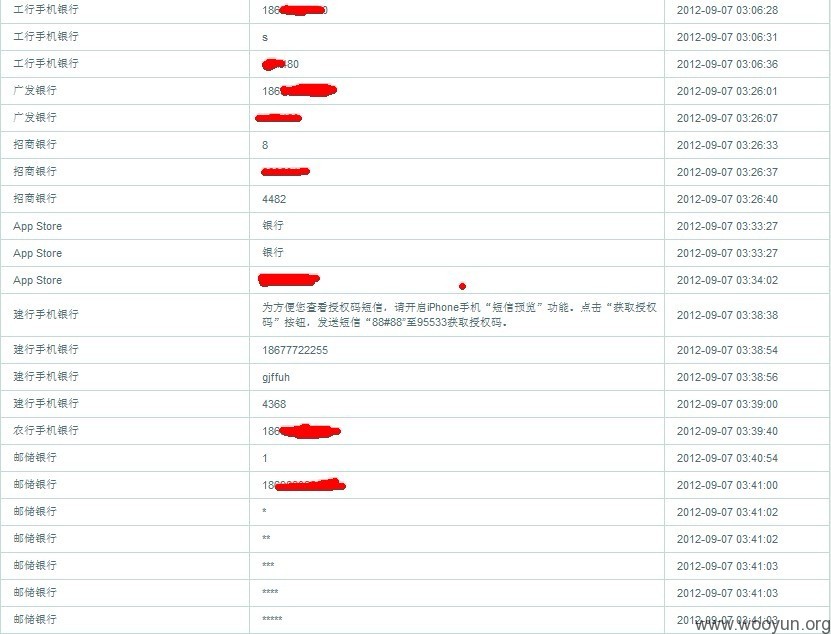 工行手机银行 186 0 2012-09-07 03:06:28
工行手机银行 s 2012-09-07 03:06:31
工行手机银行 480 2012-09-07 03:06:36
广发银行 186 2012-09-07 03:26:01
广发银行 2012-09-07 03:26:07
招商银行 8 2012-09-07 03:26:33
招商银行 2012-09-07 03:26:37
招商银行 4482 2012-09-07 03:26:40
App Store 银行 2012-09-07 03:33:27
App Store 银行 2012-09-07 03:33:27
App Store 2012-09-07 03:34:02
为方便您查看授权码短信，请开启iPhone手机“短信预览”功能。点击“获取授权
建行手机银行 2012-09-07 03:38:38
码”按钮，发送短信“88#88”至95533获取授权码。
建行手机银行 18677722255 2012-09-07 03:38:54
建行手机银行 gjffuh 2012-09-07 03:38:56
建行手机银行 4368 2012-09-07 03:39:00
农行手机银行 186 2012-09-07 03:39:40
邮储银行 1 2012-09-07 03:40:54
邮储银行 186 2012-09-07 03:41:00
邮储银行 * 2012-09-07 03:41:02
邮储银行 ** 2012-09-07 03:41:02
邮储银行 *** 2012-09-07 03:41:03
邮储银行 **** 2012-09-07 03:41:03
邮储银行 ***** 2012-09-07 03:41:03
www.wooyun.org